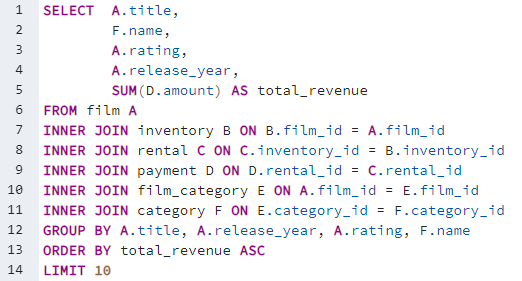 1 SELECT A.title,
2 F.name,
3 A.rating,
4 A.release_year,
5 SUM(D.amount) AS total_revenue
6 FROM film A
7 INNER JOIN inventory B ON B.film_id = A.film_id
8 INNER JOIN rental C ON C.inventory_id = B.inventory_id
9 INNER JOIN payment D ON D.rental_id = C.rental_id
10 INNER JOIN film_category E ON A.film_id = E.film_id
11 INNER JOIN category F ON E.category_id = F.category_id
12 GROUP BY A.title, A.release_year, A.rating, F.name
13 ORDER BY total_revenue ASC
14 LIMIT 10